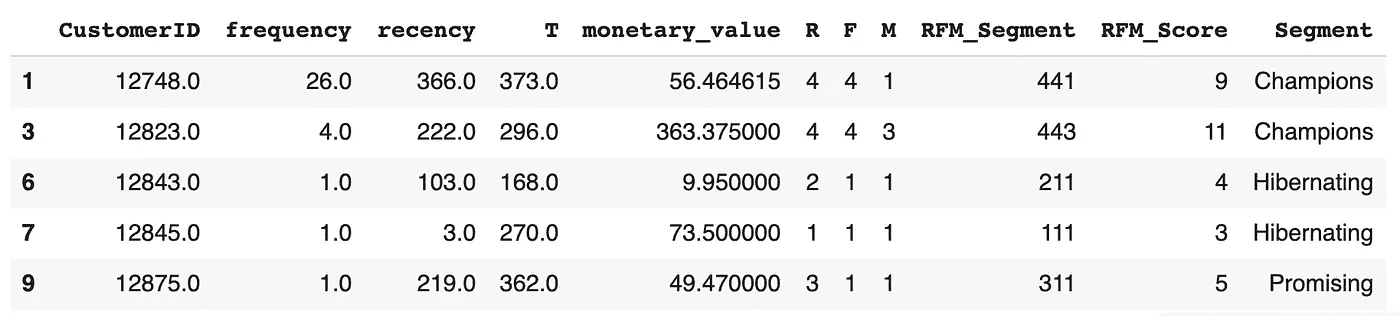 CustomerID frequency recency T monetary_value R F M RFM_Segment RFM_Score Segment
1 12748.0 26.0 366.0 373.0 56.464615 4 4 1 441 9 Champions
3 12823.0 4.0 222.0 296.0 363.375000 4 4 3 443 11 Champions
6 12843.0 1.0 103.0 168.0 9.950000 2 1 1 211 4 Hibernating
7 12845.0 1.0 3.0 270.0 73.500000 1 1 1 111 3 Hibernating
9 12875.0 1.0 219.0 362.0 49.470000 3 1 1 311 5 Promising